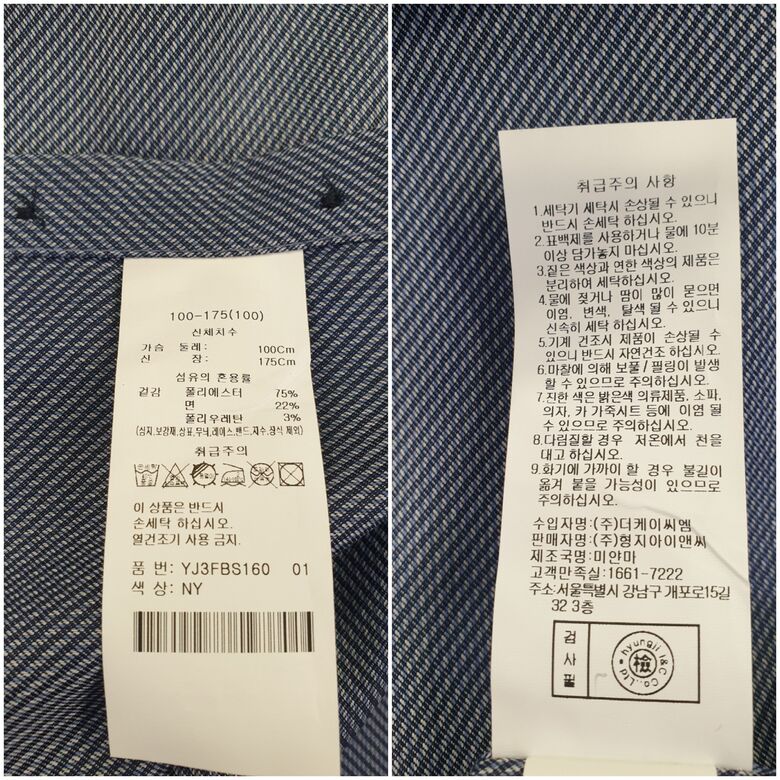 100-175(100)
신체치수
가슴 둘레: 100Cm
신 장: 175Cm
섬유의 혼용률
겉감 폴리에스터 75%
면 22%
폴리우레탄 3%
(심지,보강재,상표,무늬,레이스,밴드,자수,장식 제외)
취급주의
이 상품은 반드시
손세탁 하십시오.
열건조기 사용 금지.
품 번: YJ3FBS160 01
색 상: NY
취급주의 사항
1.세탁기 세탁시 손상될 수 있으니
반드시 손세탁 하십시오.
2.표백제를 사용하거나 물에 10분
이상 담가놓지 마십시오.
3.짙은 색상과 연한 색상의 제품은
분리하여 세탁하십시오.
4.물에 젖거나 땀이 많이 묻으면
이염, 변색, 탈색 될 수 있으니
신속히 세탁 하십시오.
5.기계 건조시 제품이 손상될 수
있으니 반드시 자연건조 하십시오.
6.마찰에 의해 보풀/필링이 발생
할 수 있으므로 주의하십시오.
7.진한 색은 밝은색 의류제품, 소파,
의자, 카 가죽시트 등에 이염 될
수 있으므로 주의하십시오.
8.다림질할 경우 저온에서 천을
대고 하십시오.
9.화기에 가까이 할 경우 불길이
옮겨 붙을 가능성이 있으므로
주의하십시오.
수입자명:(주)더케이씨엠
판매자명:(주)형지아이앤씨
제조국명:미얀마
고객만족실:1661-7222
주소:서울특별시 강남구 개포로15길
32 3층
검사필
hyungji I&C Co.,Ltd.
檢